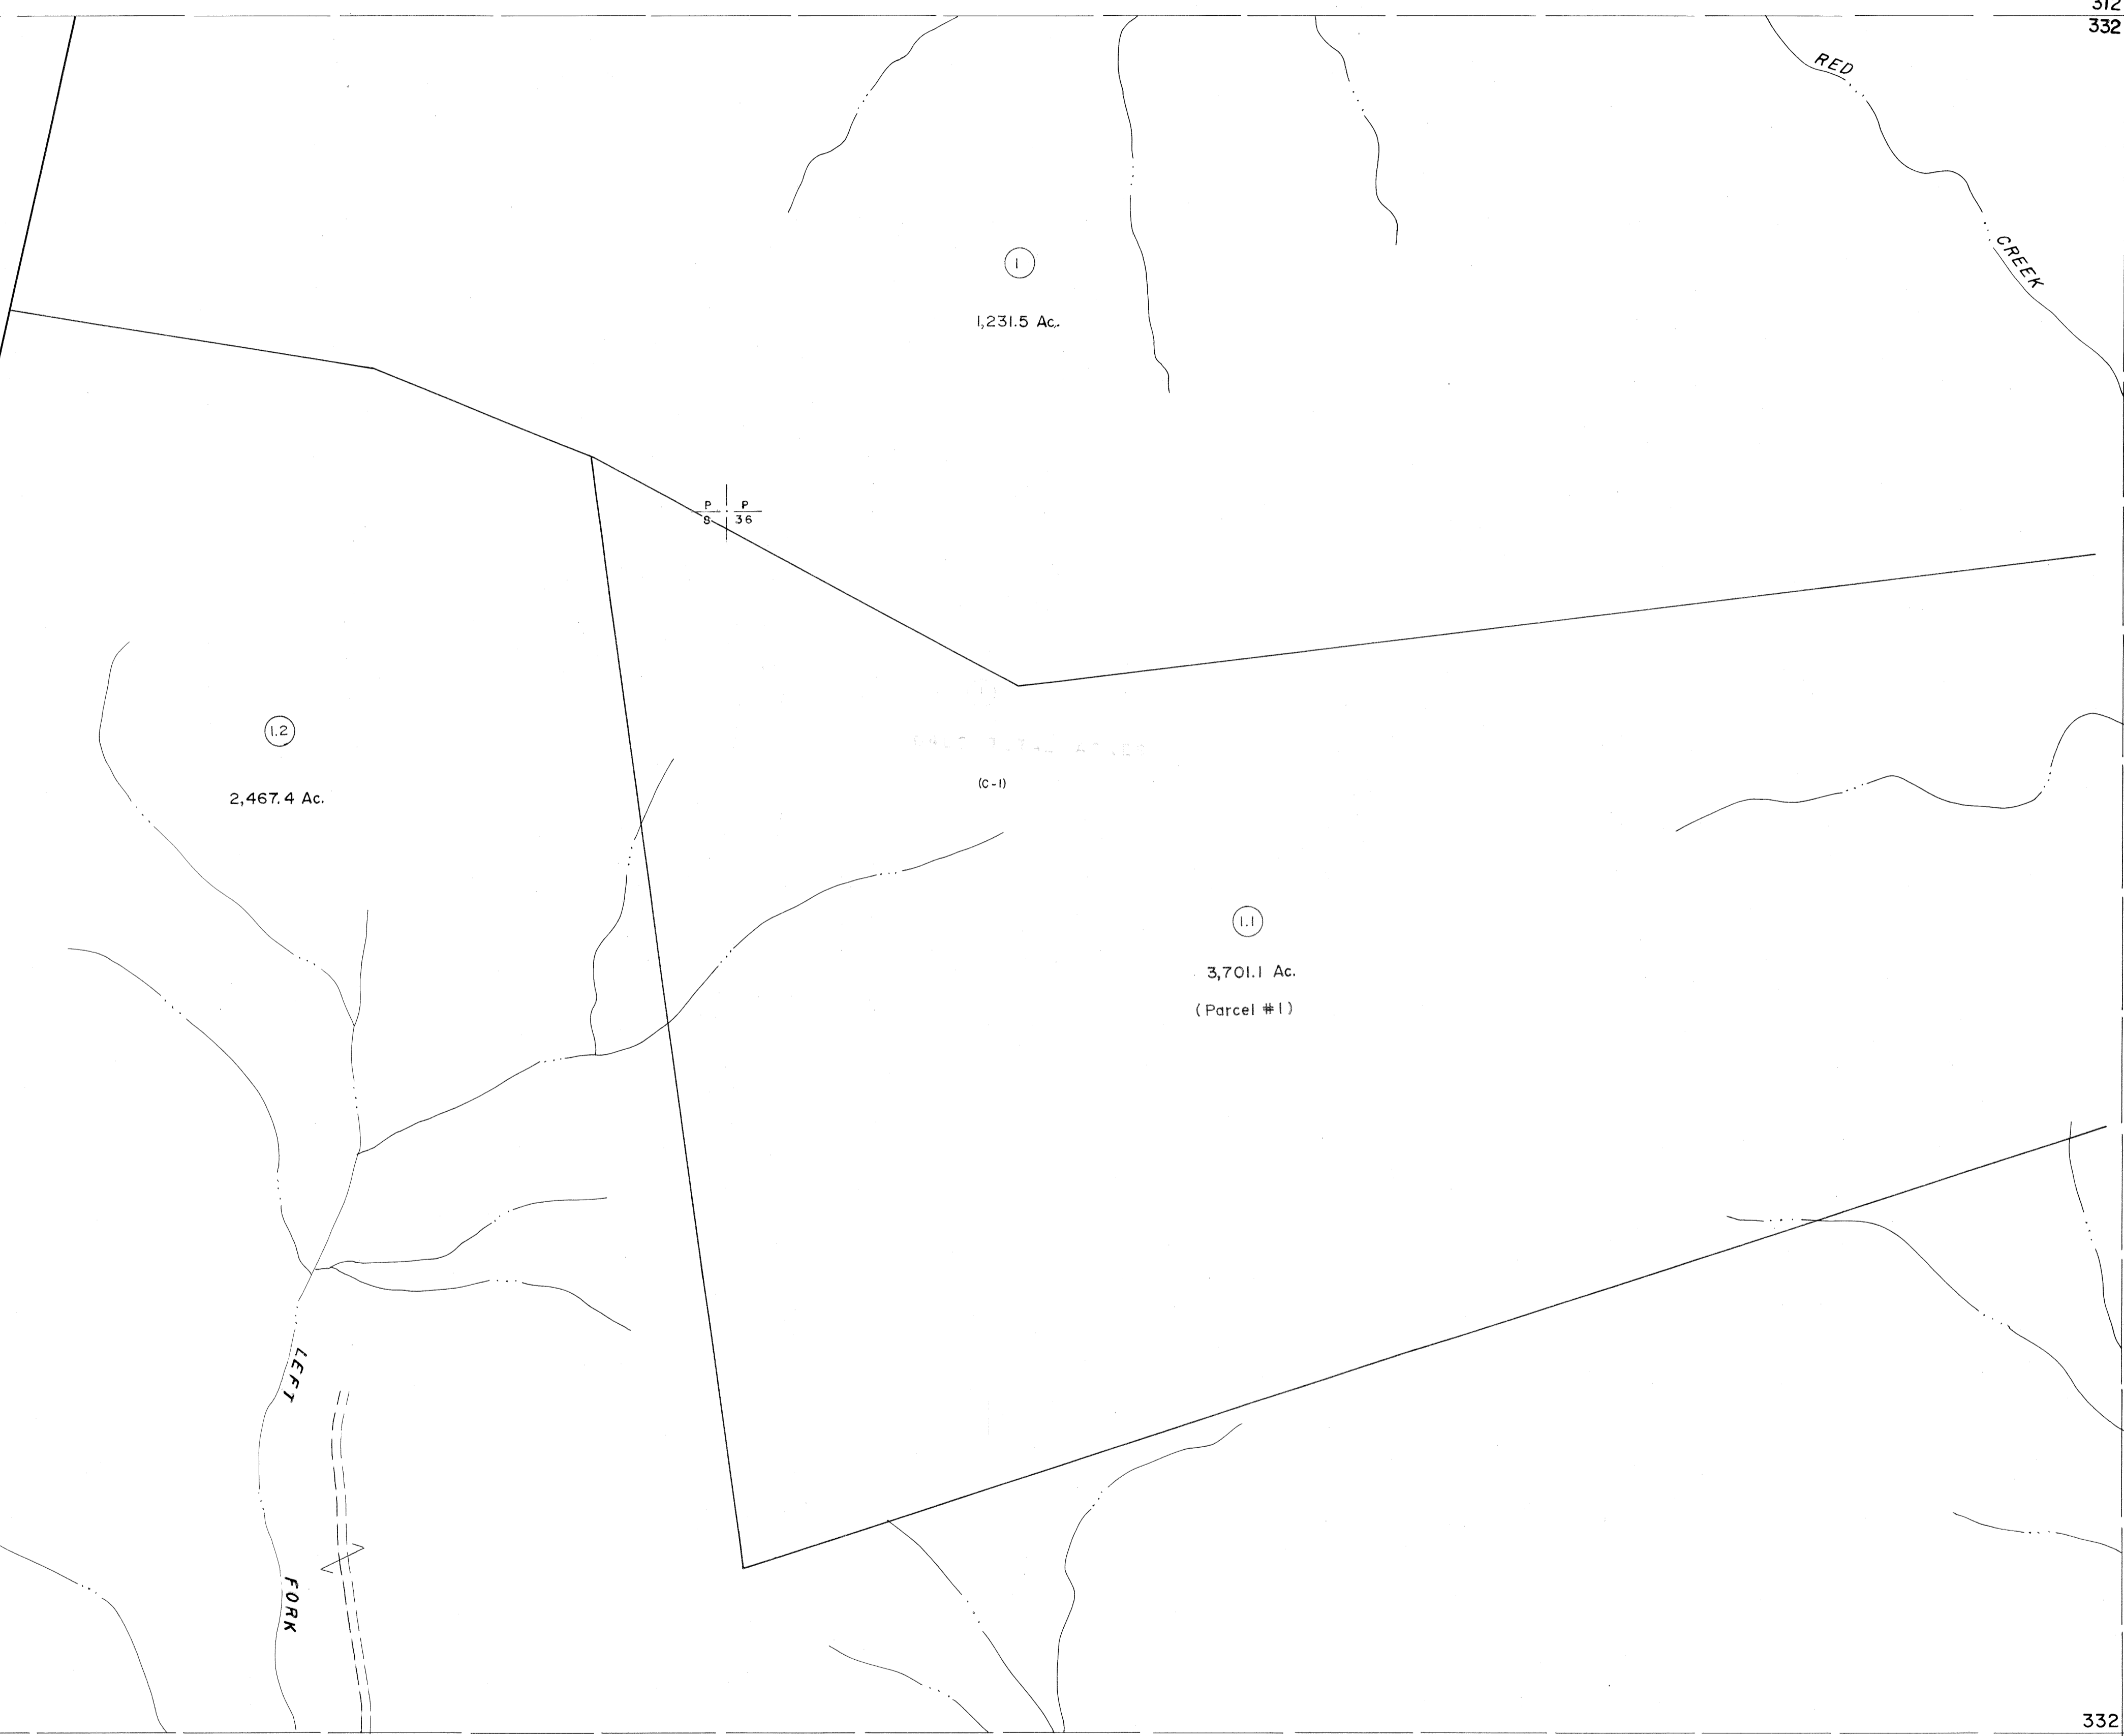 312
332
RED
CREEK
1
1,231.5 Ac.
P P
8 36
1.2
2,467.4 Ac.
(C-1)
1.1
3,701.1 Ac.
(Parcel #1)
LEFT
FORK
332